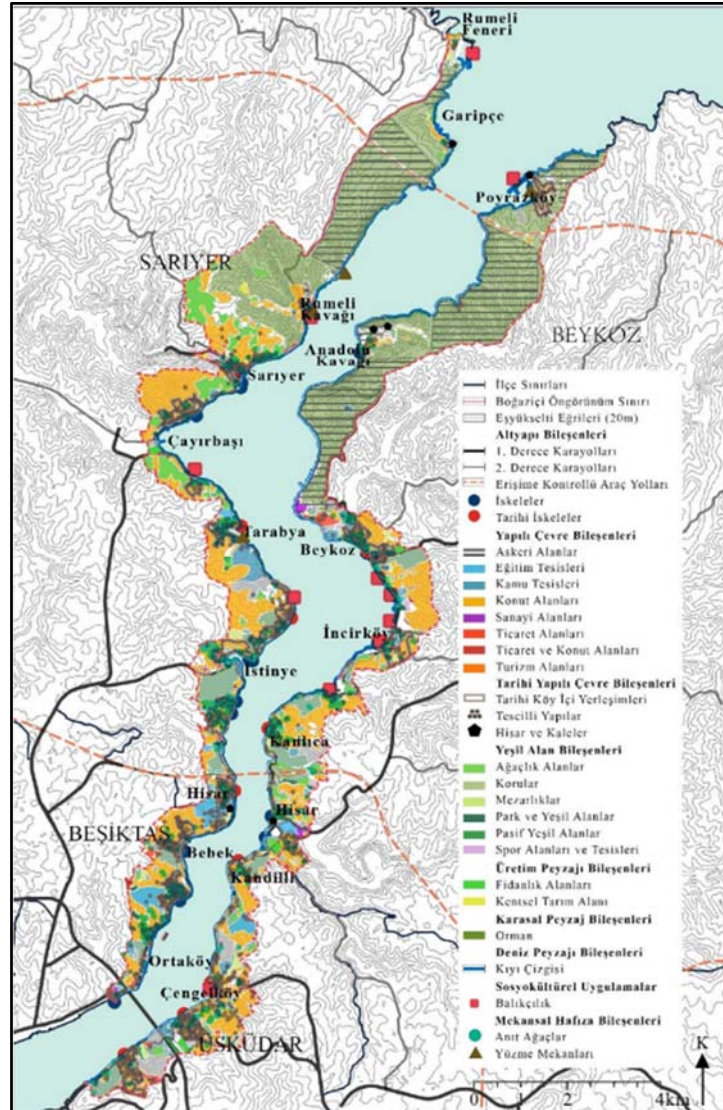 Rumeli
Feneri
Garipçe
Poyrazköy
SARIYER
Rumeli
Kavağı
BEYKOZ
Anadolu
Kavağı
Sarıyer
Çayırbaşı
Tarabya
Beykoz
İncirköy
İstinye
Kanlıca
Hisar
Hisar
BEŞİKTAŞ
Bebek
Kandilli
Ortaköy
Çengelköy
ÜSKÜDAR
İlçe Sınırları
Boğaziçi Öngörünüm Sınırı
Eşyükselti Eğrileri (20m)
Altyapı Bileşenleri
1. Derece Karayolları
2. Derece Karayolları
Erişime Kontrollü Araç Yolları
İskeleler
Tarihi İskeleler
Yapılı Çevre Bileşenleri
Askeri Alanlar
Eğitim Tesisleri
Kamu Tesisleri
Konut Alanları
Sanayi Alanları
Ticaret Alanları
Ticaret ve Konut Alanları
Turizm Alanları
Tarihi Yapılı Çevre Bileşenleri
Tarihi Köy İçi Yerleşimleri
Tescilli Yapılar
Hisar ve Kaleler
Yeşil Alan Bileşenleri
Ağaçlık Alanlar
Korular
Mezarlıklar
Park ve Yeşil Alanlar
Pasif Yeşil Alanlar
Spor Alanları ve Tesisleri
Üretim Peyzajı Bileşenleri
Fidanlık Alanları
Kentsel Tarım Alanı
Karasal Peyzaj Bileşenleri
Orman
Deniz Peyzajı Bileşenleri
Kıyı Çizgisi
Sosyokültürel Uygulamalar
Balıkçılık
Mekansal Hafıza Bileşenleri
Anıt Ağaçlar
Yüzme Mekanları
K
0 2 4km